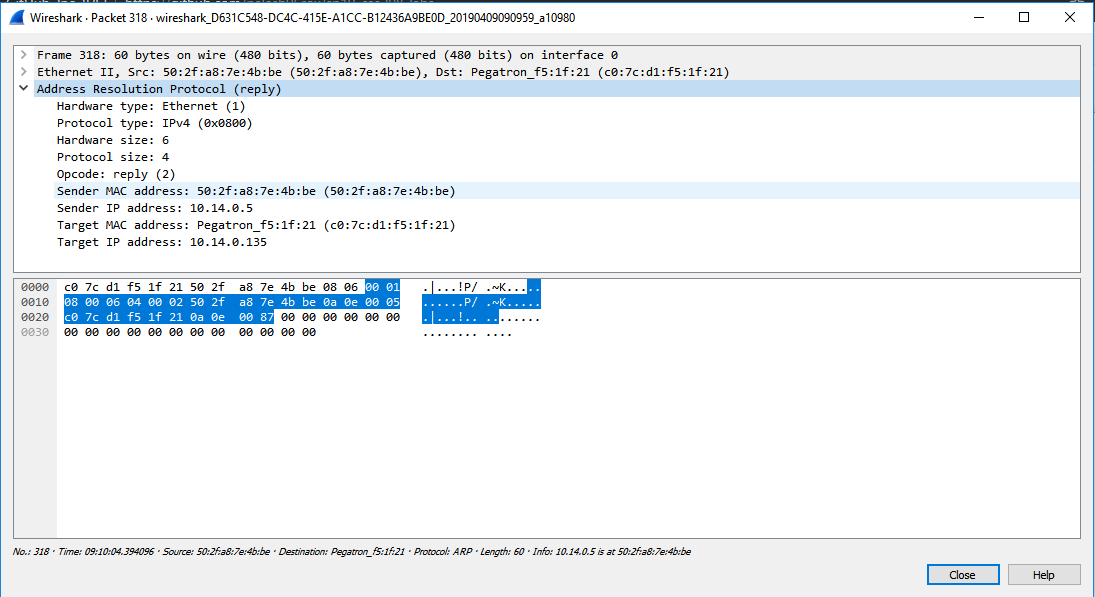 Wireshark · Packet 318 · wireshark_D631C548-DC4C-415E-A1CC-B12436A9BE0D_20190409090959_a10980
Frame 318: 60 bytes on wire (480 bits), 60 bytes captured (480 bits) on interface 0
Ethernet II, Src: 50:2f:a8:7e:4b:be (50:2f:a8:7e:4b:be), Dst: Pegatron_f5:1f:21 (c0:7c:d1:f5:1f:21)
Address Resolution Protocol (reply)
Hardware type: Ethernet (1)
Protocol type: IPv4 (0x0800)
Hardware size: 6
Protocol size: 4
Opcode: reply (2)
Sender MAC address: 50:2f:a8:7e:4b:be (50:2f:a8:7e:4b:be)
Sender IP address: 10.14.0.5
Target MAC address: Pegatron_f5:1f:21 (c0:7c:d1:f5:1f:21)
Target IP address: 10.14.0.135
0000 c0 7c d1 f5 1f 21 50 2f a8 7e 4b be 08 06 00 01 .|...!P/ .~K.....
0010 08 00 06 04 00 02 50 2f a8 7e 4b be 0a 0e 00 05 ......P/ .~K.....
0020 c0 7c d1 f5 1f 21 0a 0e 00 87 00 00 00 00 00 00 .|...!.. ........
0030 00 00 00 00 00 00 00 00 00 00 00 00 ........ ....
No.: 318 · Time: 09:10:04.394096 · Source: 50:2f:a8:7e:4b:be · Destination: Pegatron_f5:1f:21 · Protocol: ARP · Length: 60 · Info: 10.14.0.5 is at 50:2f:a8:7e:4b:be
Close Help